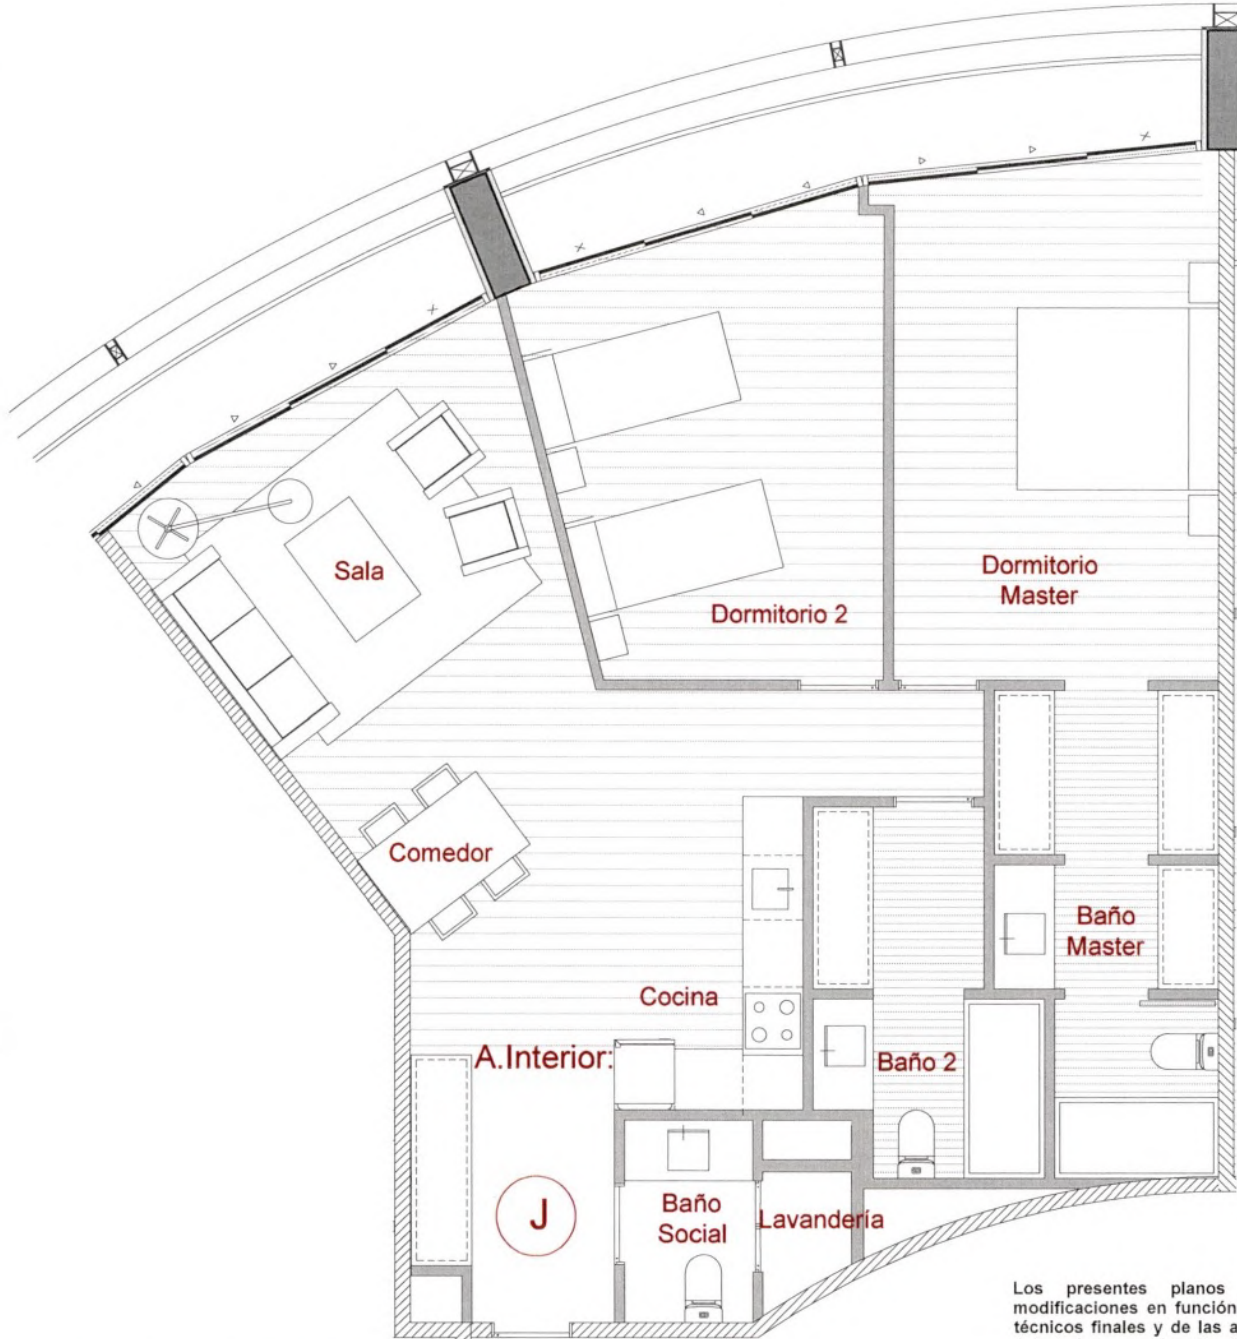 Sala
Dormitorio 2
Dormitorio
Master
Comedor
Cocina
Baño
Master
A.Interior:
Baño 2
J
Baño
Social
Lavandería
Los presentes planos
modificaciones en función
técnicos finales y de las a